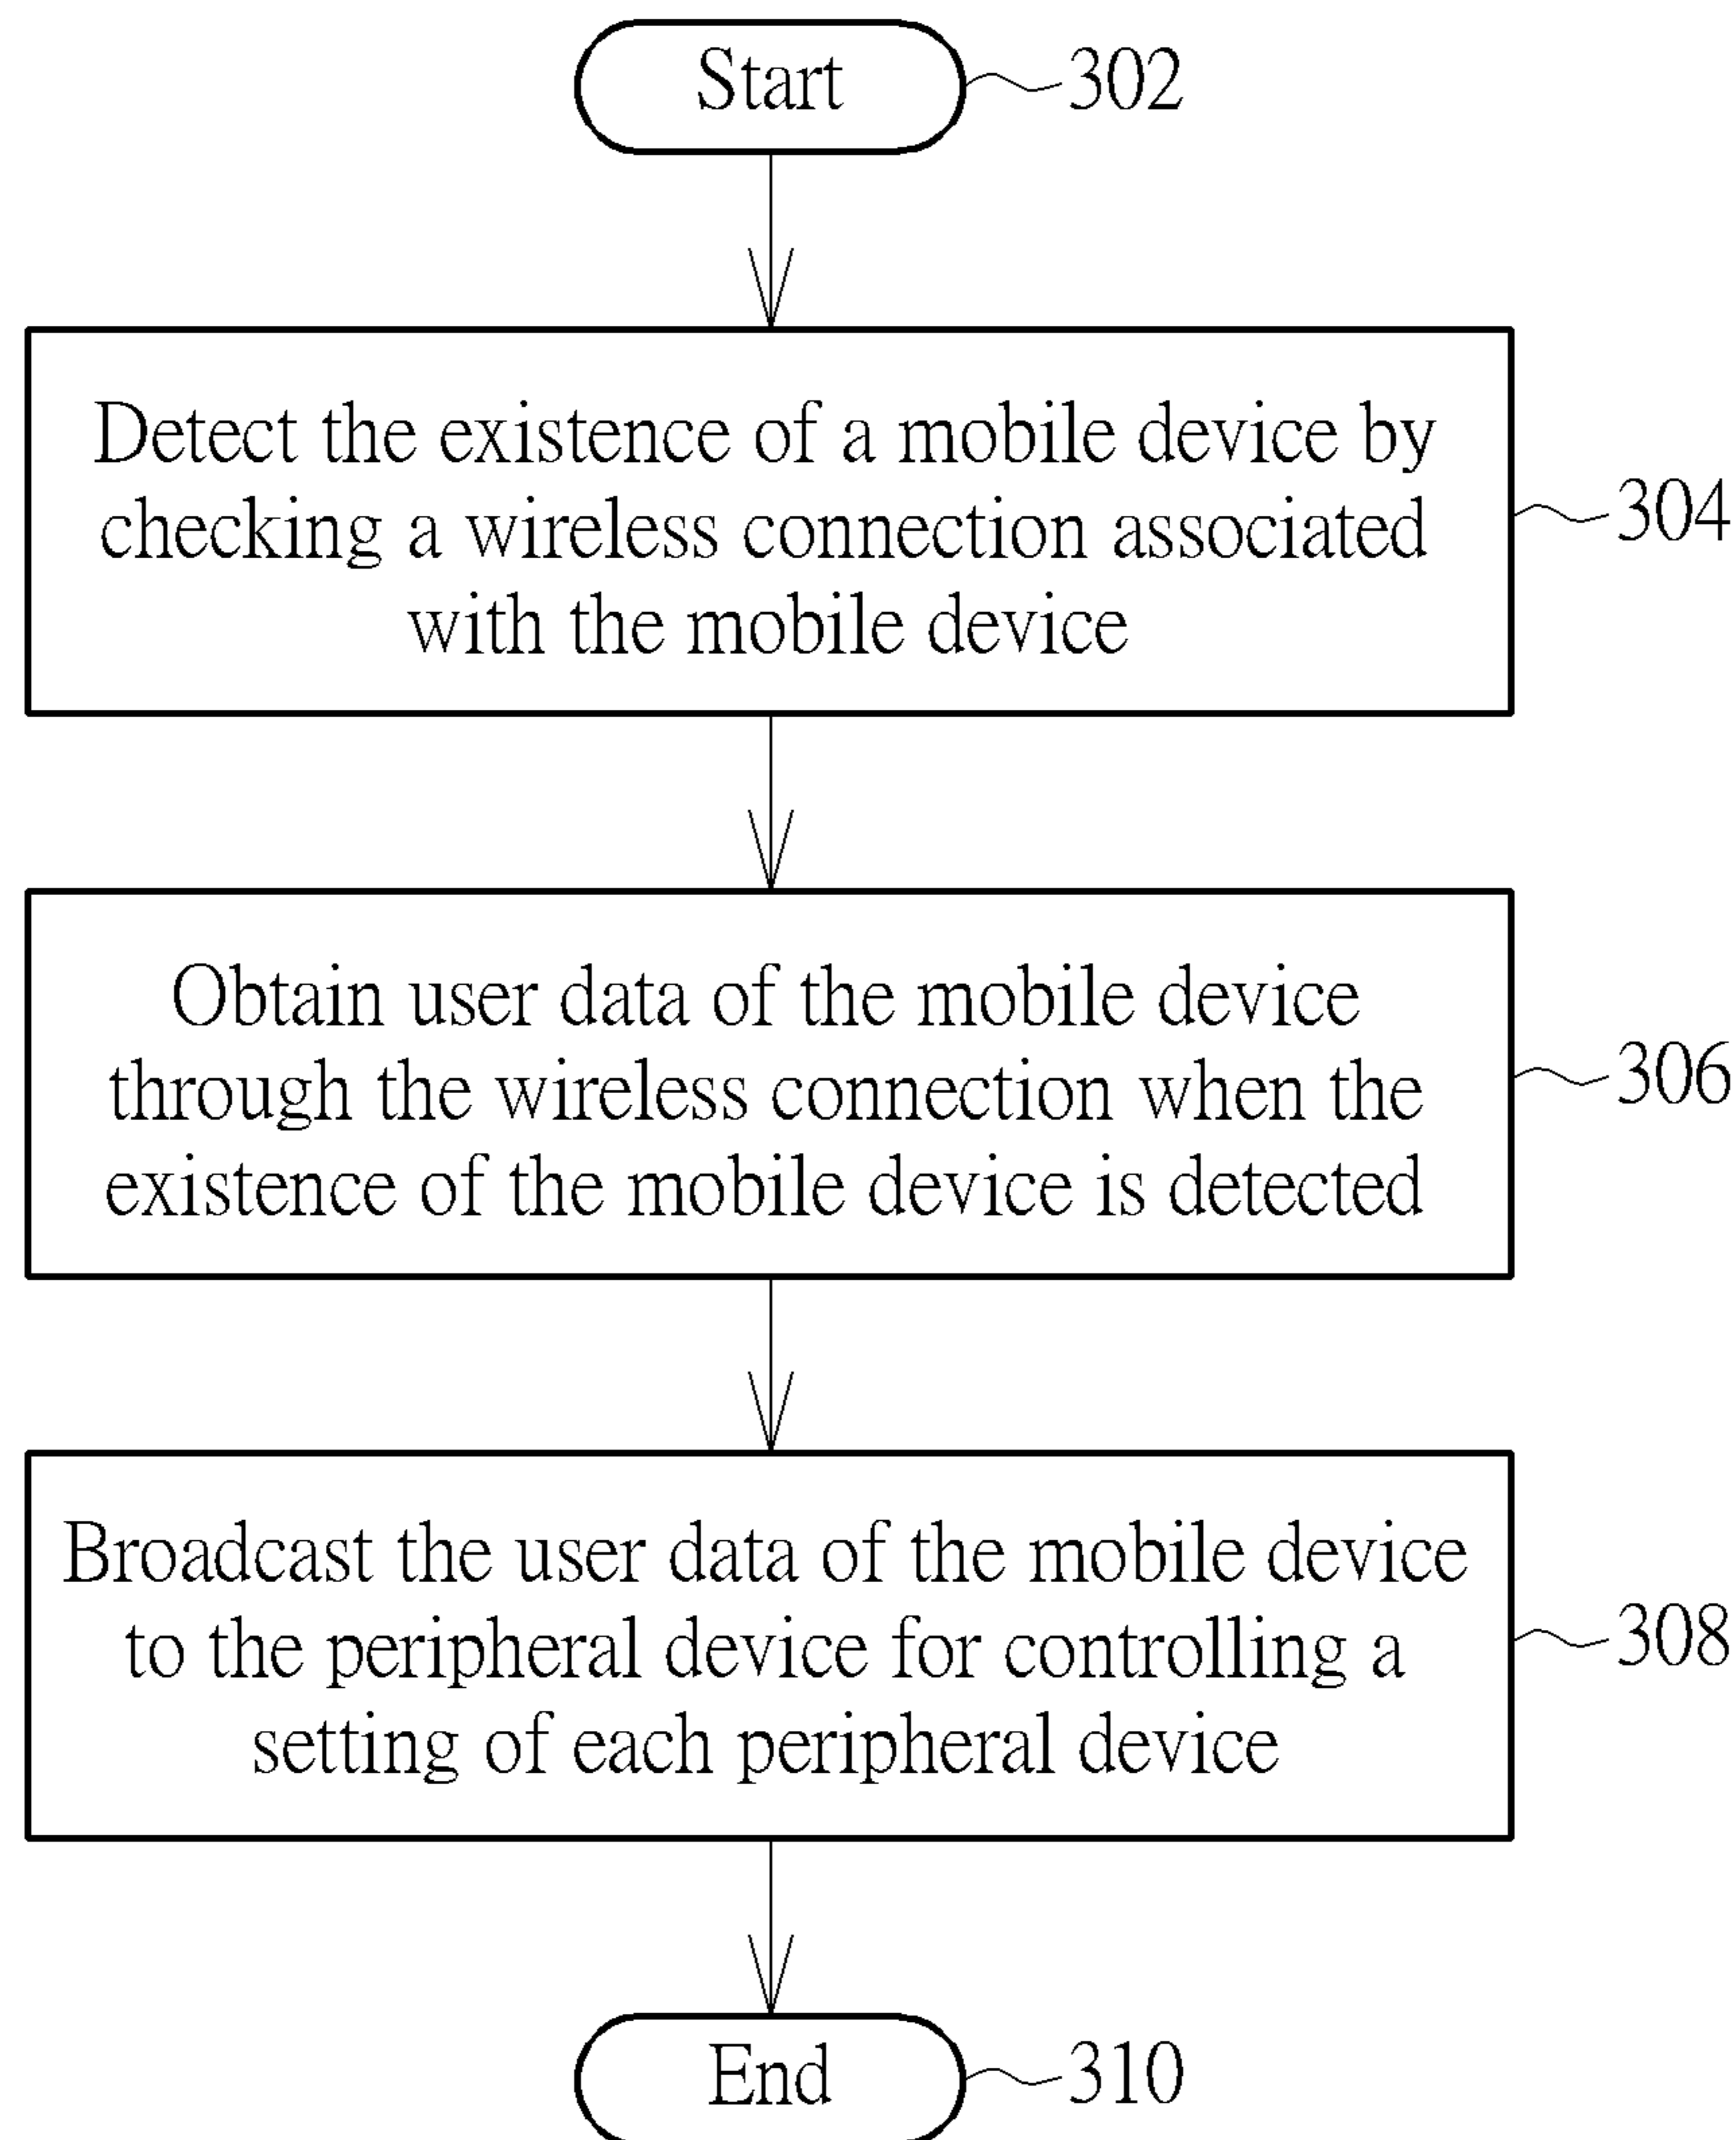 Start
302
Detect the existence of a mobile device by
checking a wireless connection associated
with the mobile device
304
Obtain user data of the mobile device
through the wireless connection when the
existence of the mobile device is detected
306
Broadcast the user data of the mobile device
to the peripheral device for controlling a
setting of each peripheral device
308
End
310